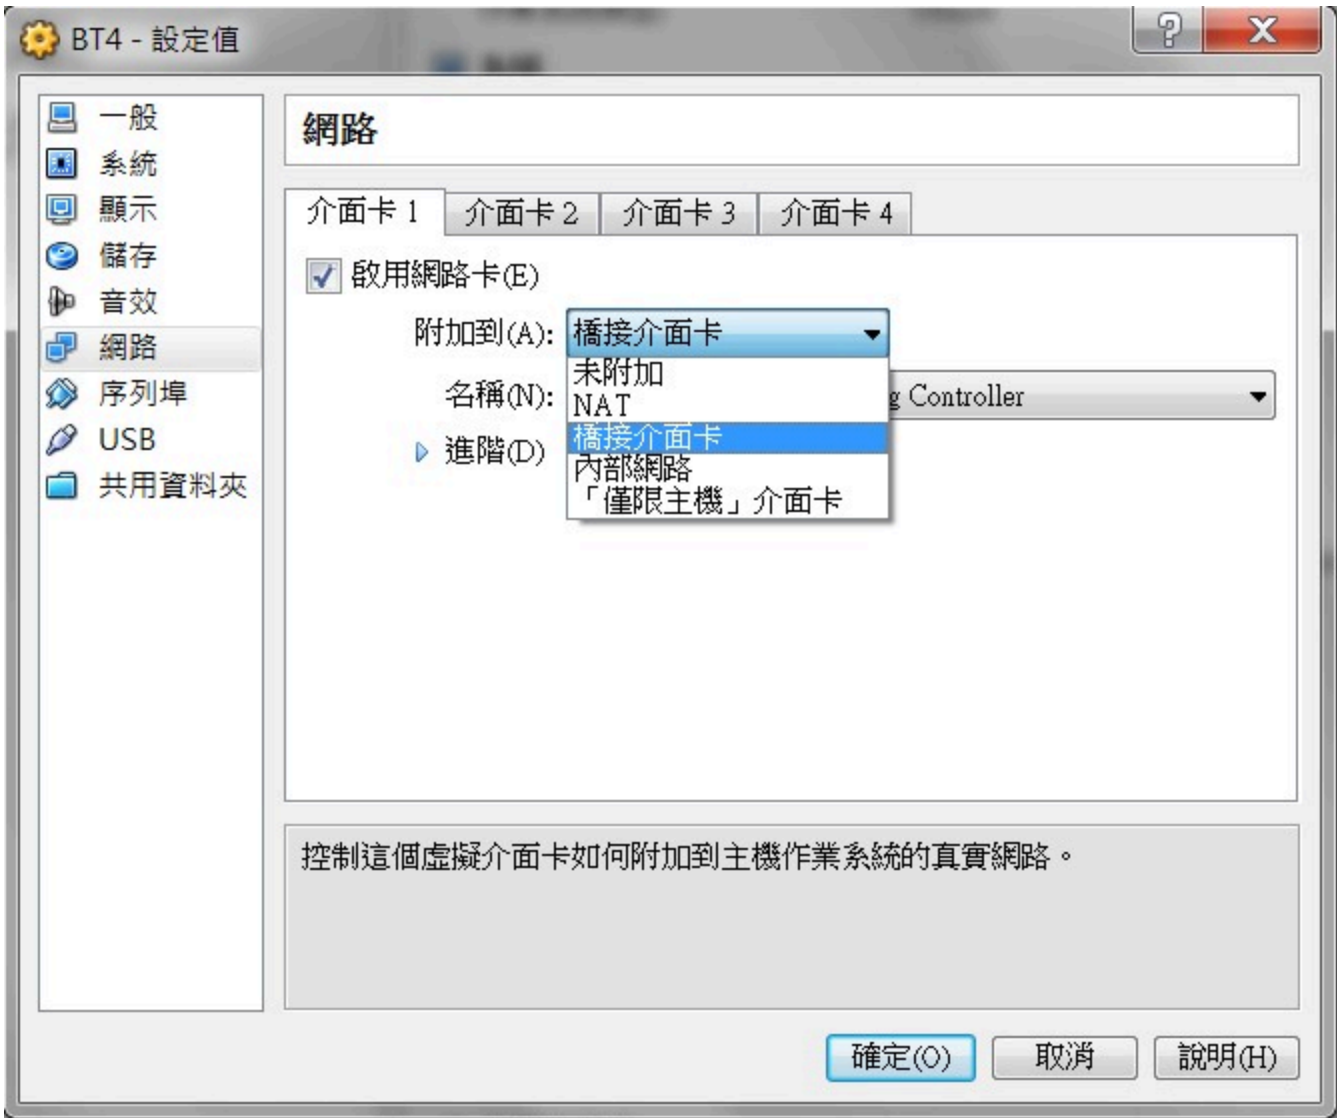 BT4 - 設定值
一般
系統
顯示
儲存
音效
網路
序列埠
USB
共用資料夾
網路
介面卡 1
介面卡 2
介面卡 3
介面卡 4
啟用網路卡(E)
附加到(A): 橋接介面卡
未附加
NAT
橋接介面卡
內部網路
「僅限主機」介面卡
名稱(N): Controller
進階(D)
控制這個虛擬介面卡如何附加到主機作業系統的真實網路。
確定(O)
取消
說明(H)